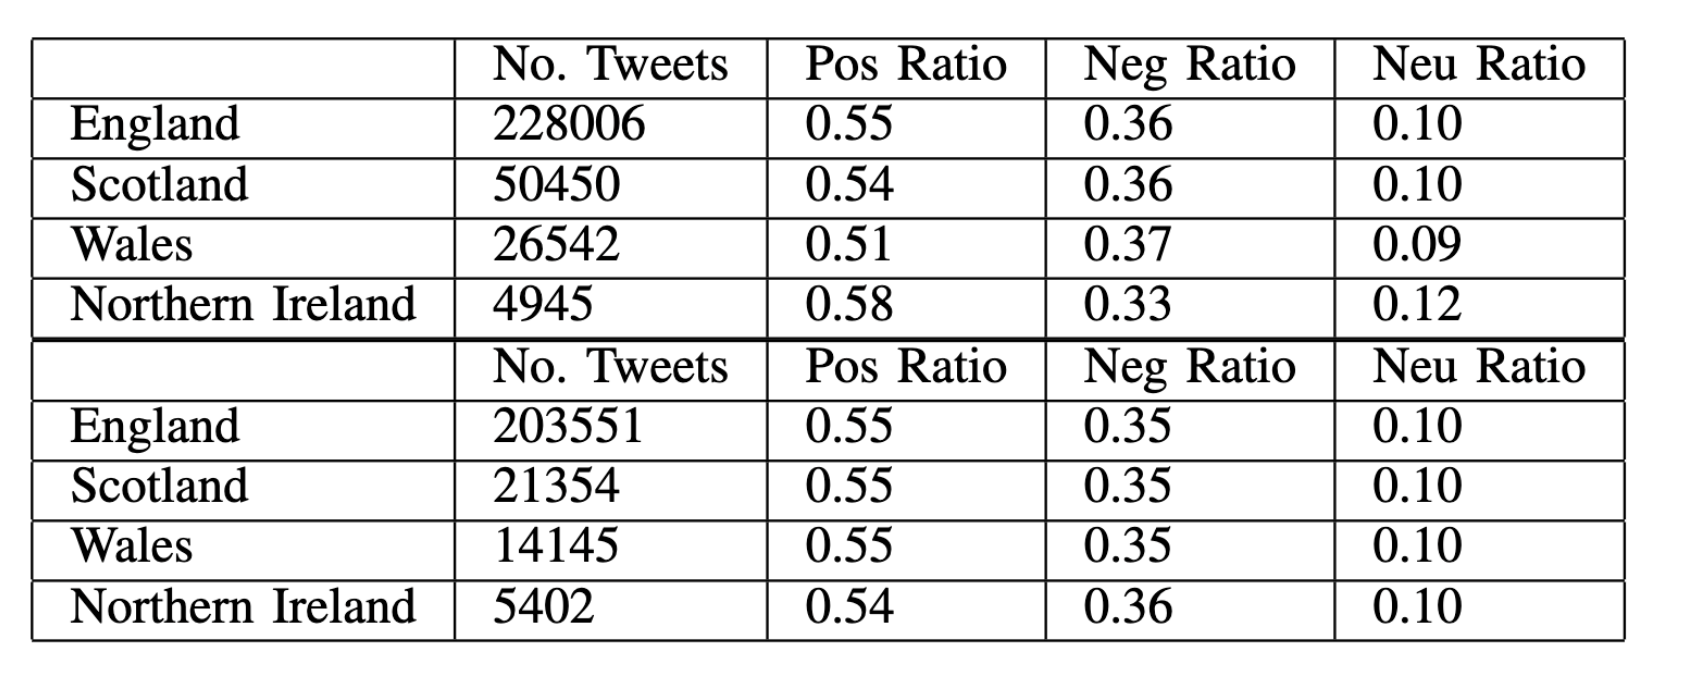 No. Tweets Pos Ratio Neg Ratio Neu Ratio
England 228006 0.55 0.36 0.10
Scotland 50450 0.54 0.36 0.10
Wales 26542 0.51 0.37 0.09
Northern Ireland 4945 0.58 0.33 0.12
No. Tweets Pos Ratio Neg Ratio Neu Ratio
England 203551 0.55 0.35 0.10
Scotland 21354 0.55 0.35 0.10
Wales 14145 0.55 0.35 0.10
Northern Ireland 5402 0.54 0.36 0.10